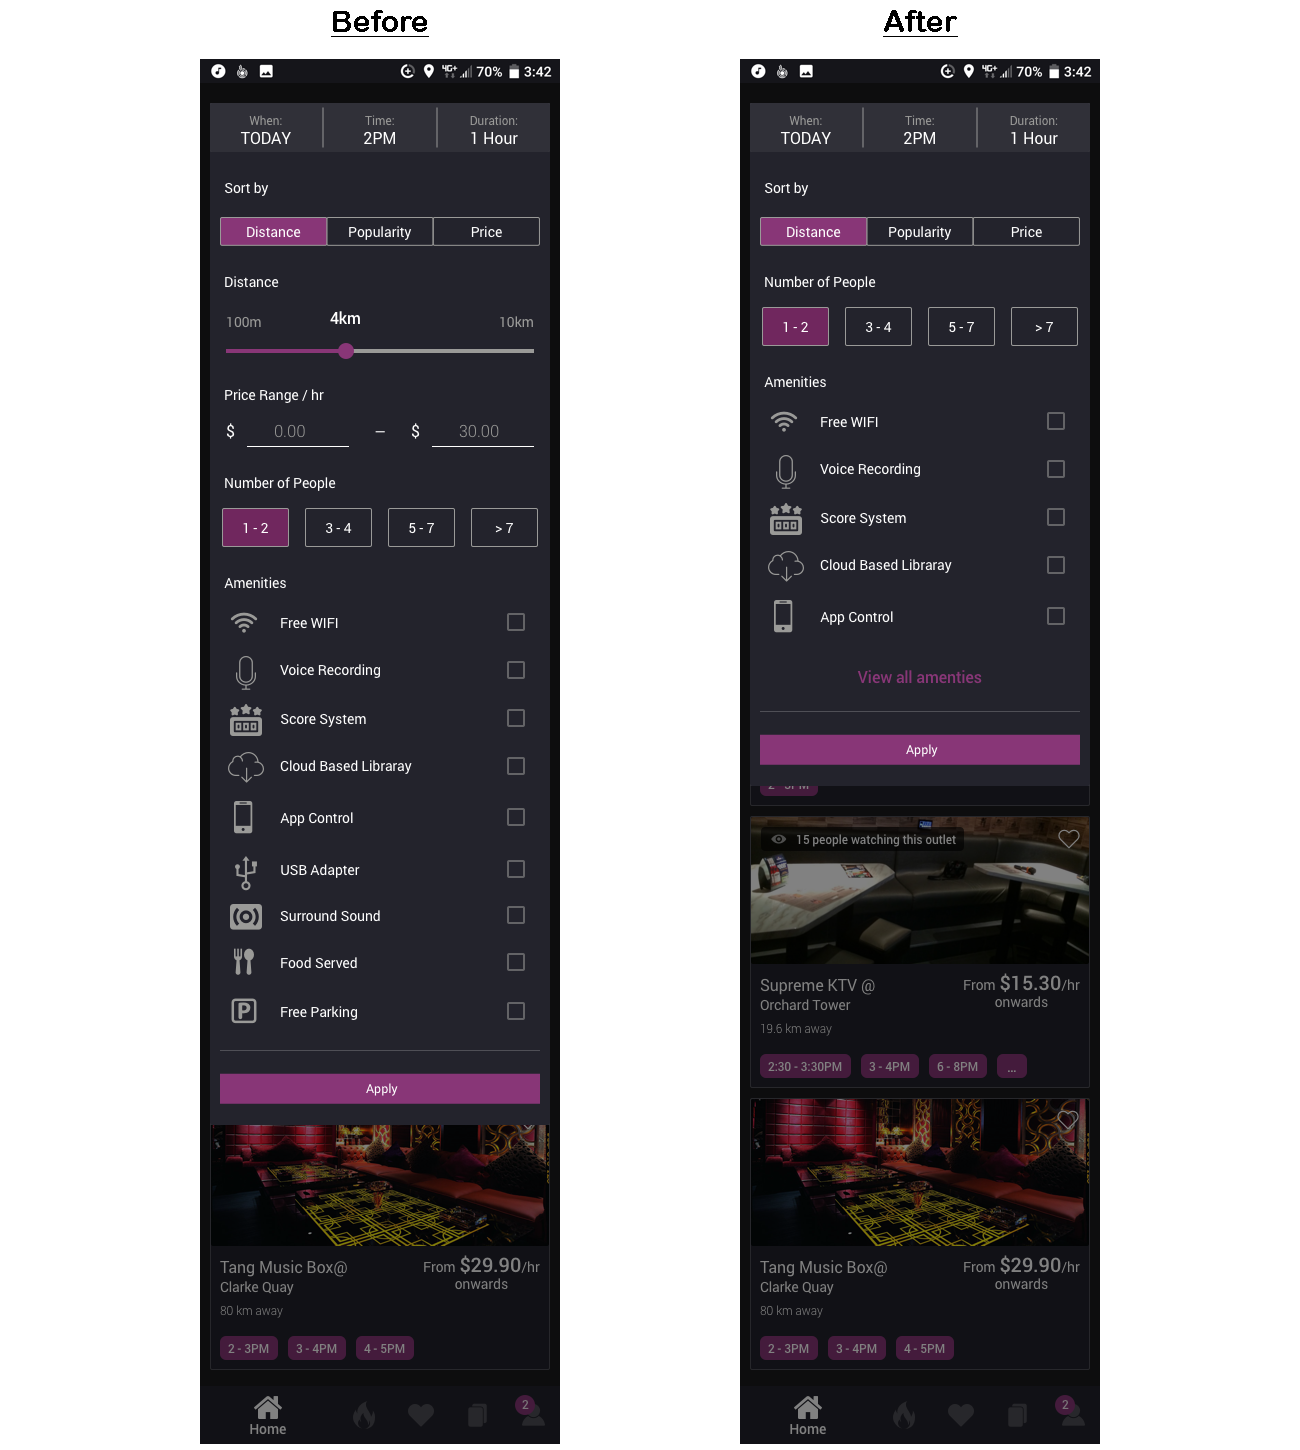 Before
4G+ 70% 3:42
When: Time: Duration:
TODAY 2PM 1 Hour
Sort by
Distance Popularity Price
Distance
100m 4km 10km
Price Range / hr
$ 0.00 – $ 30.00
Number of People
1 - 2 3 - 4 5 - 7 > 7
Amenities
Free WIFI
Voice Recording
Score System
Cloud Based Libraray
App Control
USB Adapter
Surround Sound
Food Served
Free Parking
Apply
Tang Music Box@ From $29.90/hr
Clarke Quay onwards
80 km away
2 - 3PM 3 - 4PM 4 - 5PM
2
Home
After
4G+ 70% 3:42
When: Time: Duration:
TODAY 2PM 1 Hour
Sort by
Distance Popularity Price
Number of People
1 - 2 3 - 4 5 - 7 > 7
Amenities
Free WIFI
Voice Recording
Score System
Cloud Based Libraray
App Control
View all amenties
Apply
2 - 3PM
15 people watching this outlet
Supreme KTV @ From $15.30/hr
Orchard Tower onwards
19.6 km away
2:30 - 3:30PM 3 - 4PM 6 - 8PM ...
Tang Music Box@ From $29.90/hr
Clarke Quay onwards
80 km away
2 - 3PM 3 - 4PM 4 - 5PM
2
Home